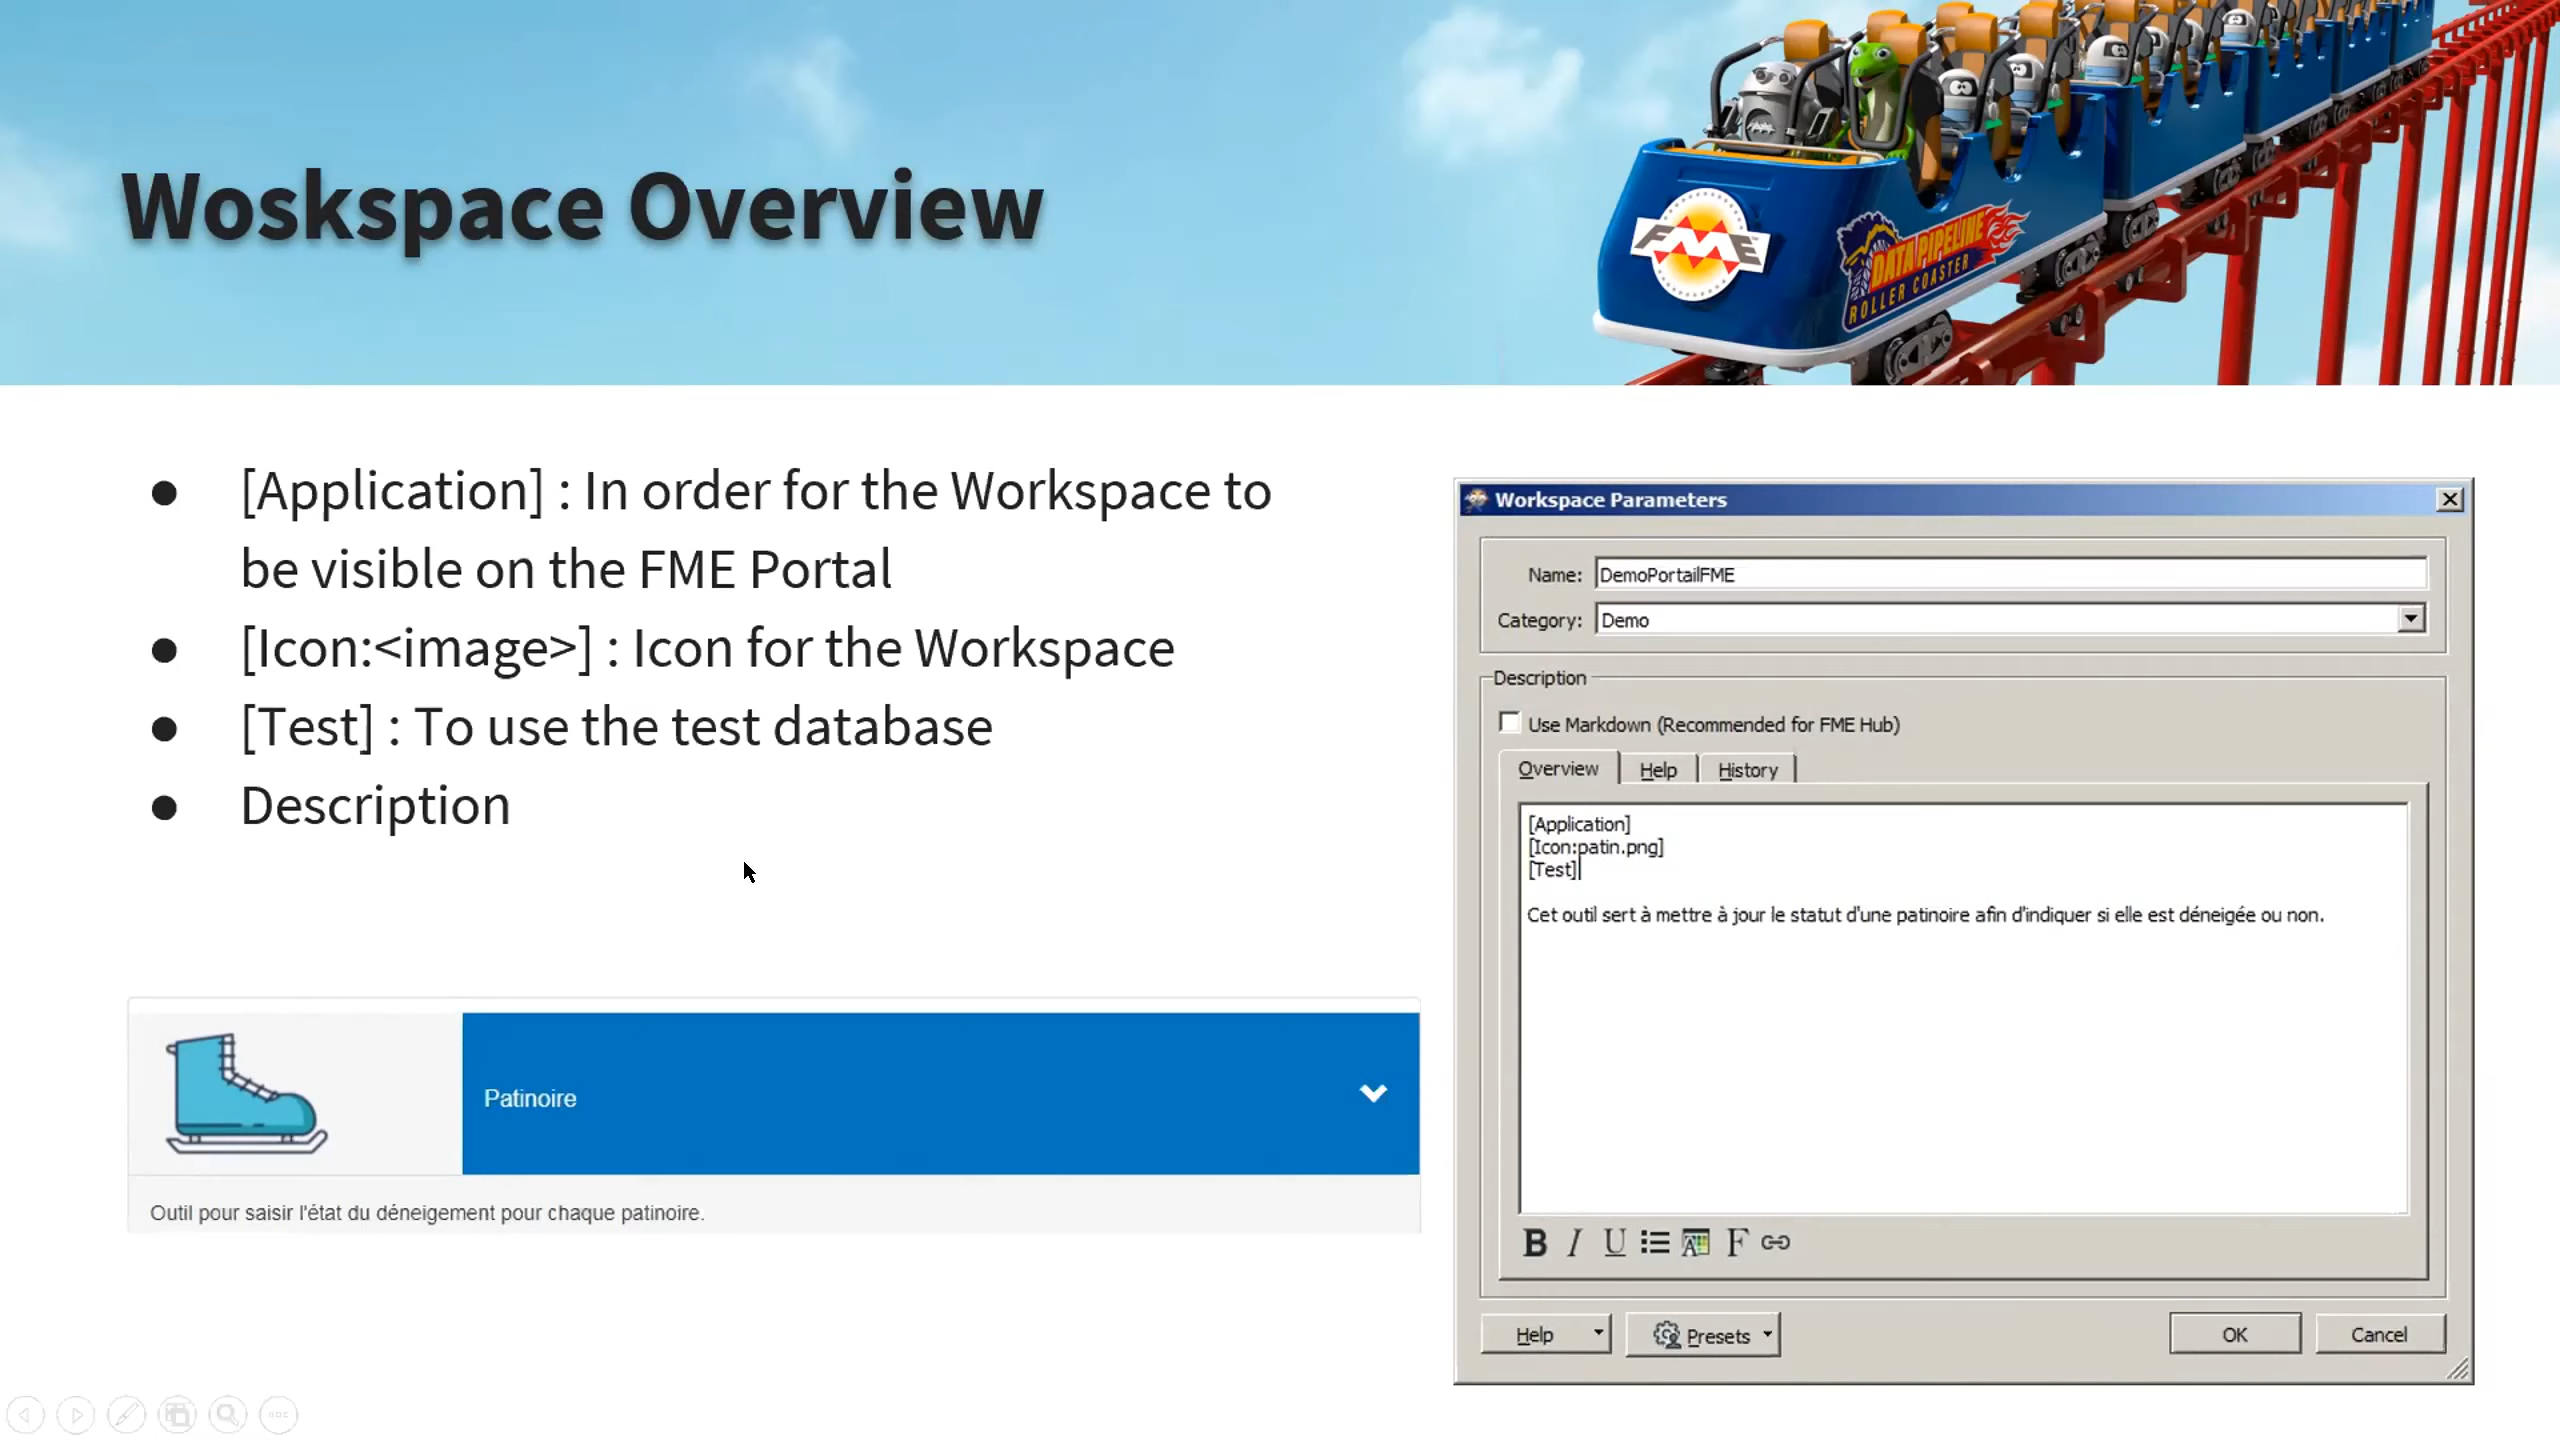 Woskspace Overview
FME
DATA PIPELINE
ROLLER COASTER
● [Application] : In order for the Workspace to
be visible on the FME Portal
● [Icon:<image>] : Icon for the Workspace
● [Test] : To use the test database
● Description
Patinoire
Outil pour saisir l'état du déneigement pour chaque patinoire.
Workspace Parameters
Name: DemoPortailFME
Category: Demo
Description
Use Markdown (Recommended for FME Hub)
Overview Help History
[Application]
[Icon:patin.png]
[Test]
Cet outil sert à mettre à jour le statut d'une patinoire afin d'indiquer si elle est déneigée ou non.
B I U F
Help Presets OK Cancel